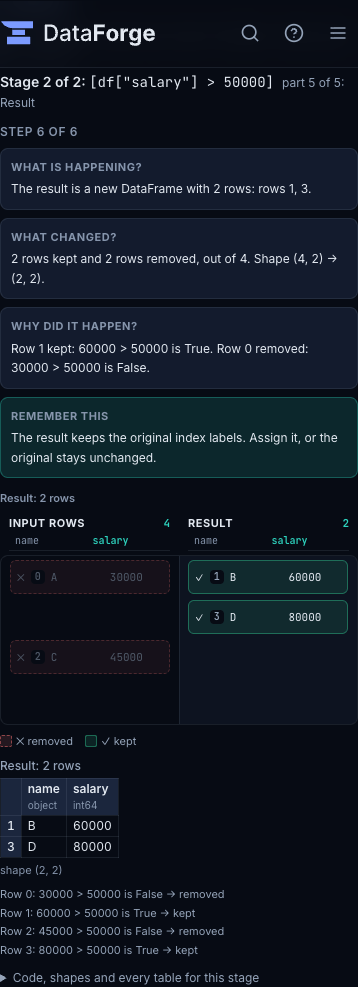 DataForge
Stage 2 of 2: [df["salary"] > 50000] part 5 of 5:
Result
STEP 6 OF 6
WHAT IS HAPPENING?
The result is a new DataFrame with 2 rows: rows 1, 3.
WHAT CHANGED?
2 rows kept and 2 rows removed, out of 4. Shape (4, 2) →
(2, 2).
WHY DID IT HAPPEN?
Row 1 kept: 60000 > 50000 is True. Row 0 removed:
30000 > 50000 is False.
REMEMBER THIS
The result keeps the original index labels. Assign it, or the
original stays unchanged.
Result: 2 rows
INPUT ROWS 4 RESULT 2
name salary name salary
× 0 A 30000 ✓ 1 B 60000
✓ 3 D 80000
× 2 C 45000
× removed ✓ kept
Result: 2 rows
name salary
object int64
1 B 60000
3 D 80000
shape (2, 2)
Row 0: 30000 > 50000 is False → removed
Row 1: 60000 > 50000 is True → kept
Row 2: 45000 > 50000 is False → removed
Row 3: 80000 > 50000 is True → kept
▶ Code, shapes and every table for this stage